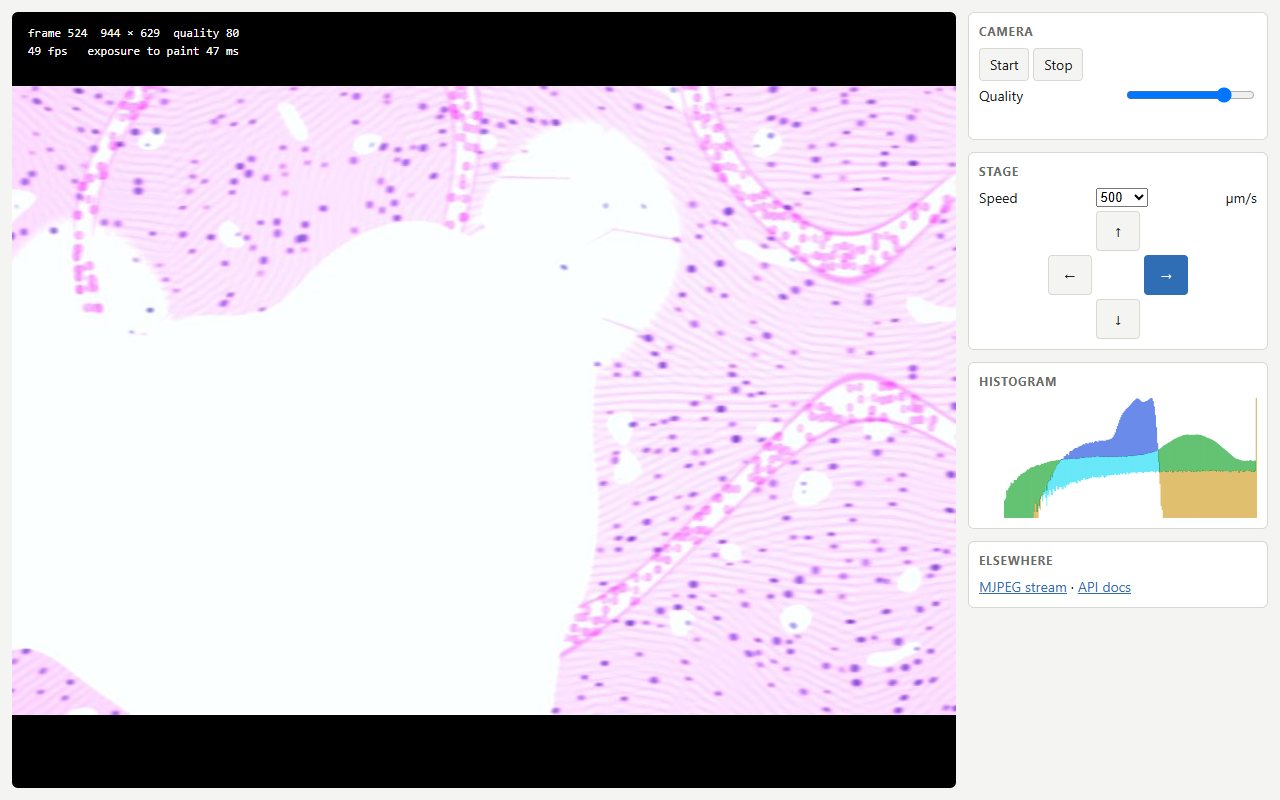 frame 524 944 × 629 quality 80
49 fps exposure to paint 47 ms
CAMERA
Start Stop
Quality
STAGE
Speed 500 µm/s
↑
← →
↓
HISTOGRAM
ELSEWHERE
MJPEG stream · API docs